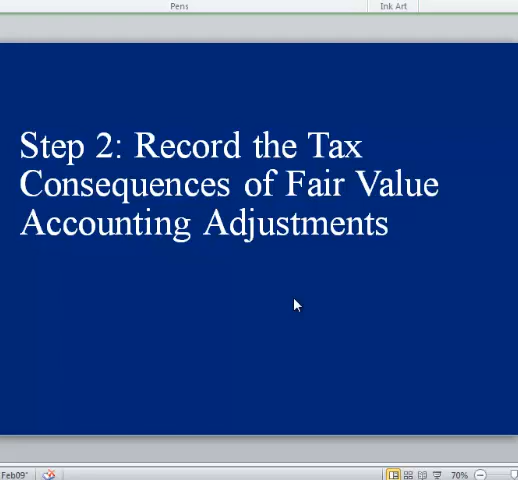 Pens Ink Art
Step 2: Record the Tax
Consequences of Fair Value
Accounting Adjustments
Feb09" 70%